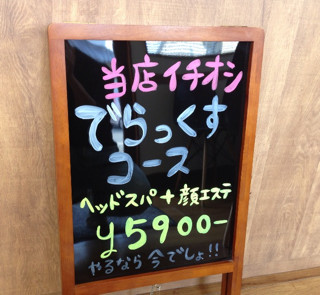 当店イチオシ
でらっくす
コース
ヘッドスパ+顔エステ
¥5900-
やるなら今でしょ!!